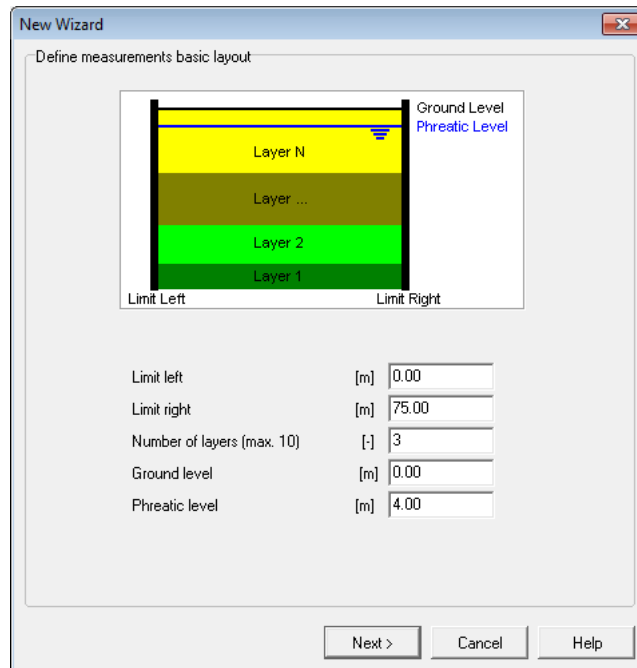 New Wizard
Define measurements basic layout
Ground Level
Phreatic Level
Layer N
Layer ...
Layer 2
Layer 1
Limit Left Limit Right
Limit left [m] 0.00
Limit right [m] 75.00
Number of layers (max. 10) [-] 3
Ground level [m] 0.00
Phreatic level [m] 4.00
Next > Cancel Help